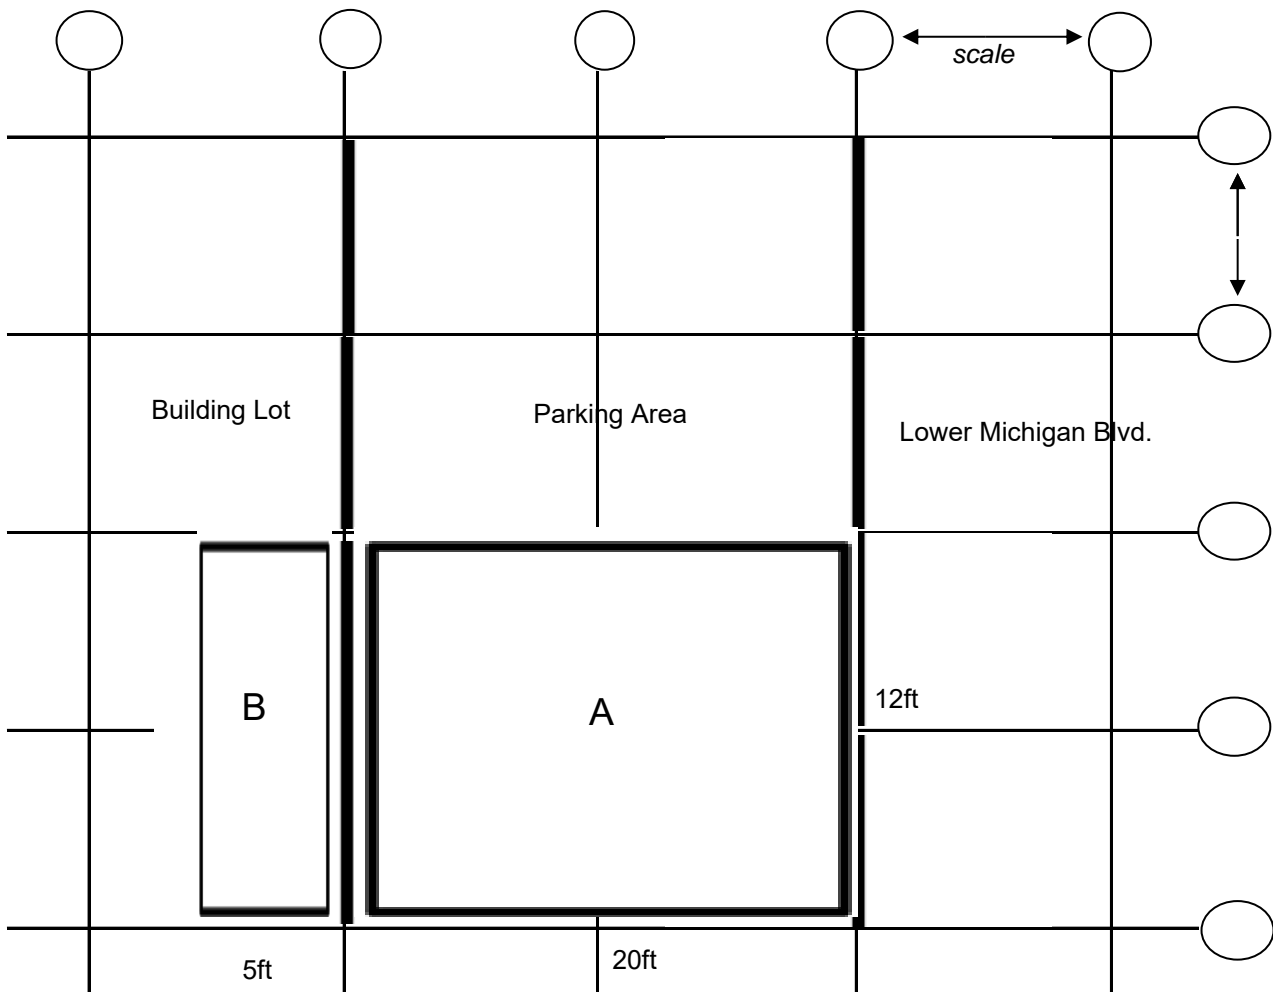 scale
Building Lot
Parking Area
Lower Michigan Blvd.
B
A
12ft
5ft
20ft